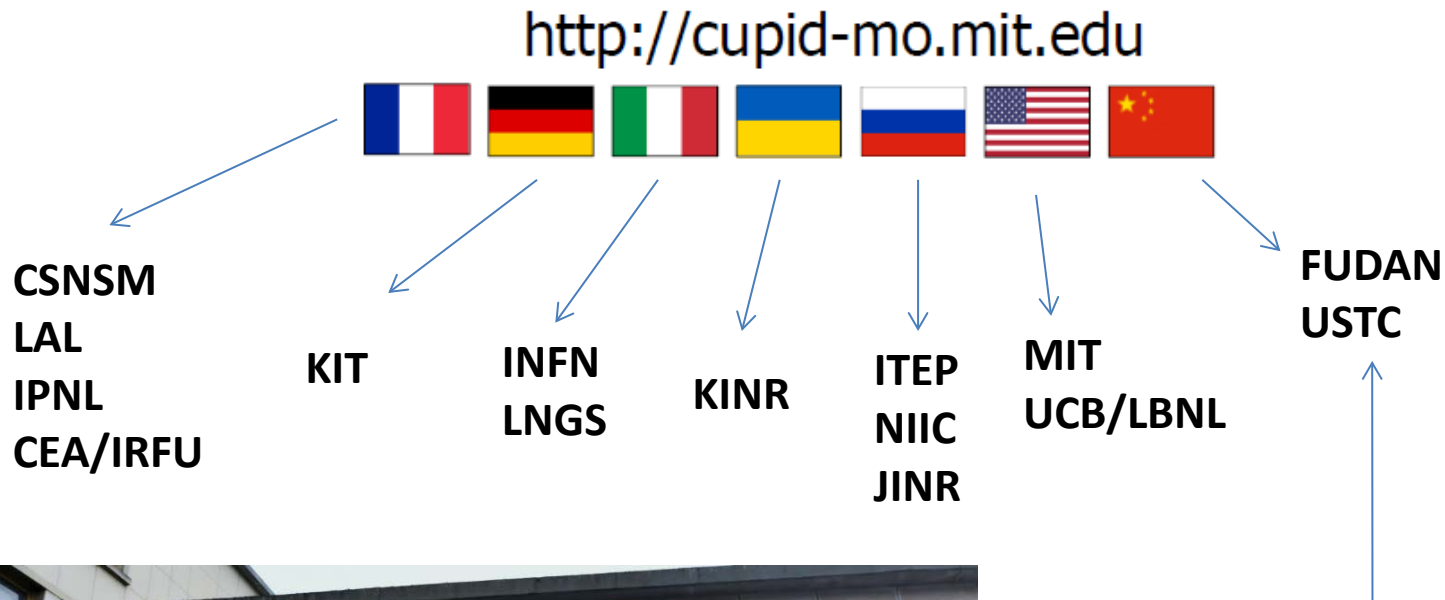 http://cupid-mo.mit.edu
CSNSM
LAL
IPNL
CEA/IRFU
KIT
INFN
LNGS
KINR
ITEP
NIIC
JINR
MIT
UCB/LBNL
FUDAN
USTC